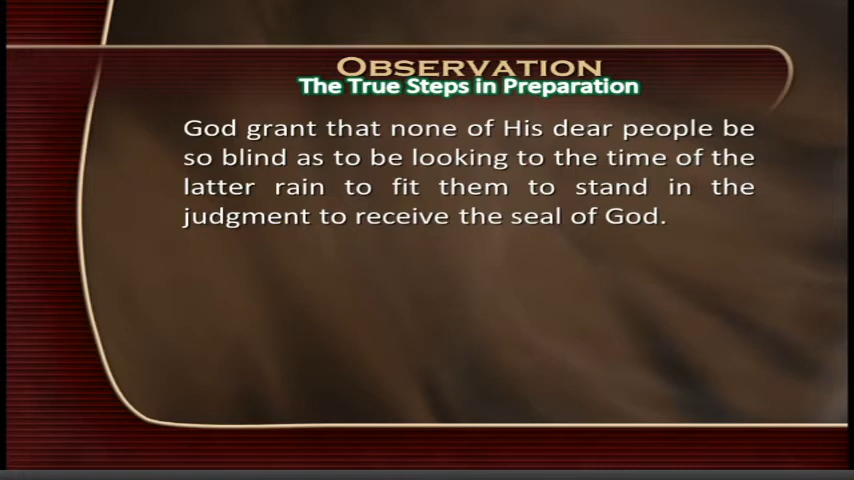 OBSERVATION
The True Steps in Preparation
God grant that none of His dear people be
so blind as to be looking to the time of the
latter rain to fit them to stand in the
judgment to receive the seal of God.